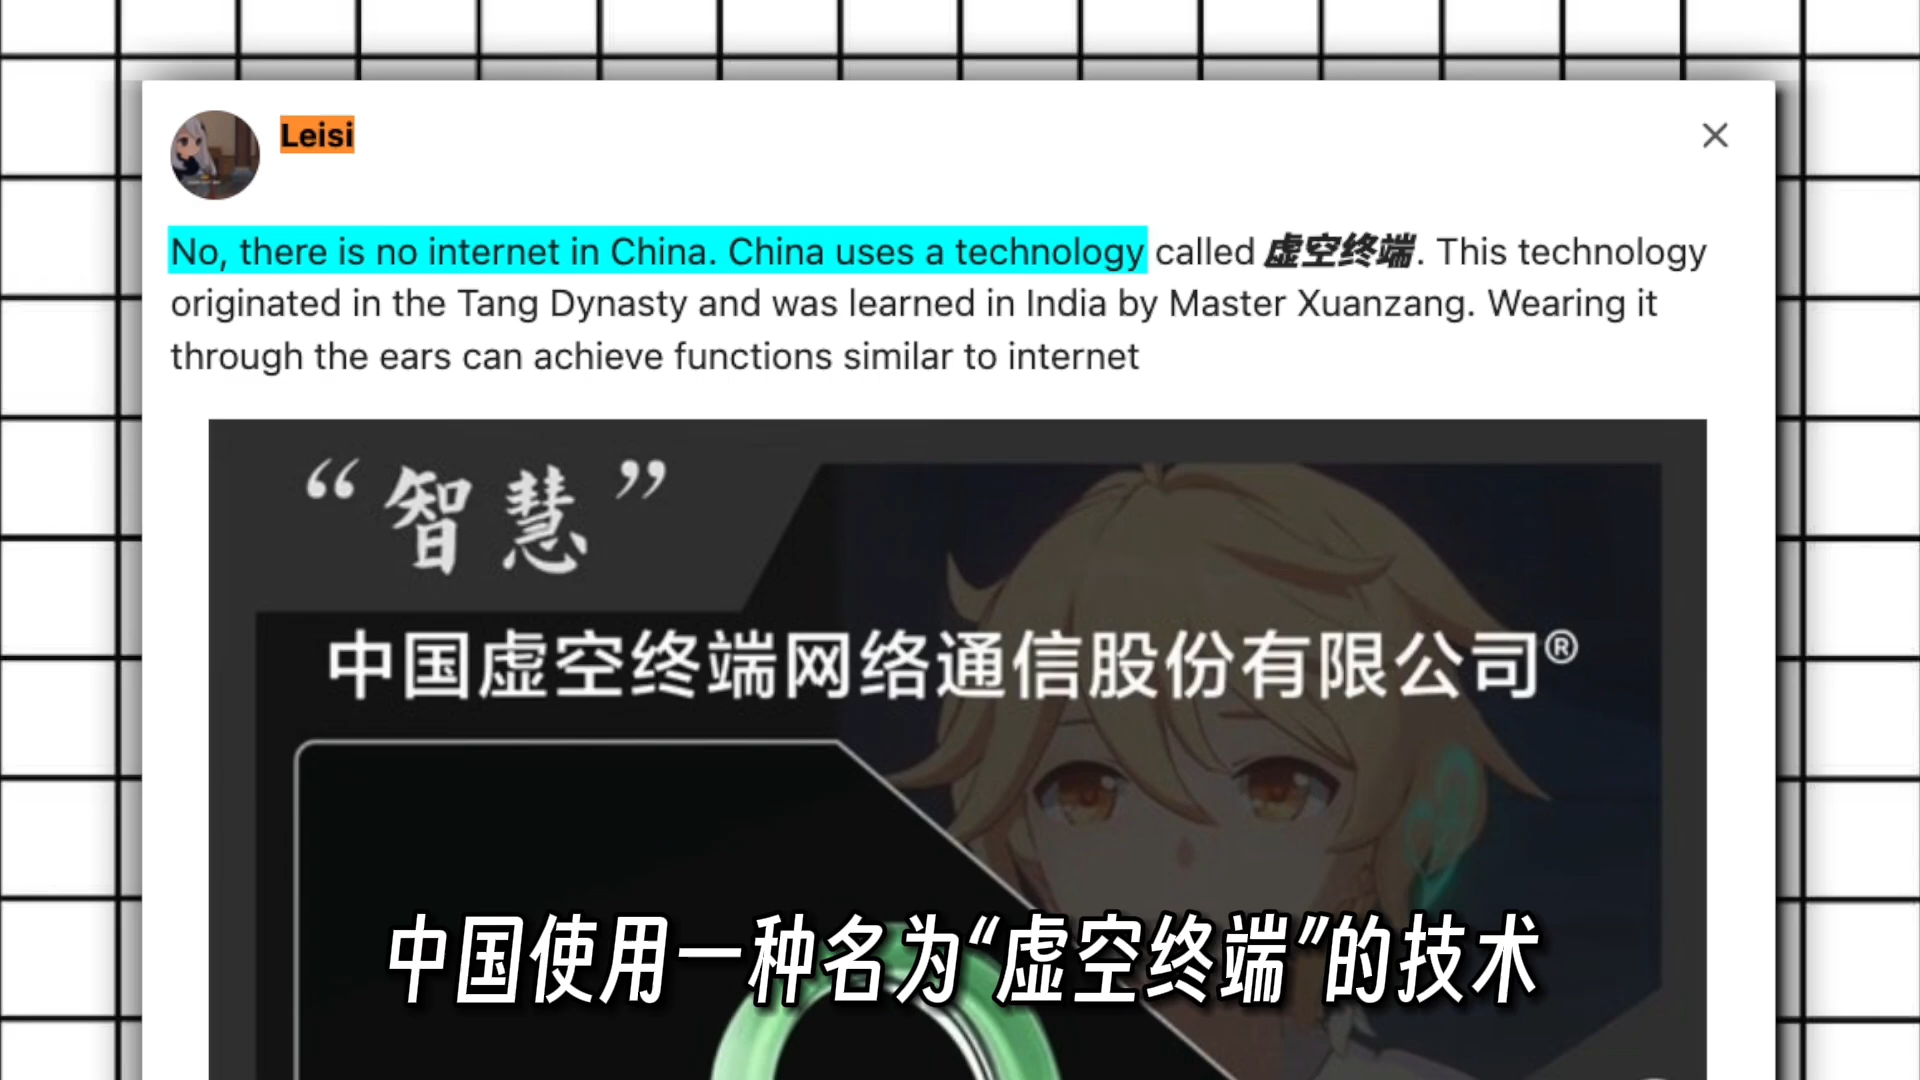 Leisi
No, there is no internet in China. China uses a technology called 虚空终端. This technology
originated in the Tang Dynasty and was learned in India by Master Xuanzang. Wearing it
through the ears can achieve functions similar to internet
“智慧”
中国虚空终端网络通信股份有限公司®
中国使用一种名为“虚空终端”的技术